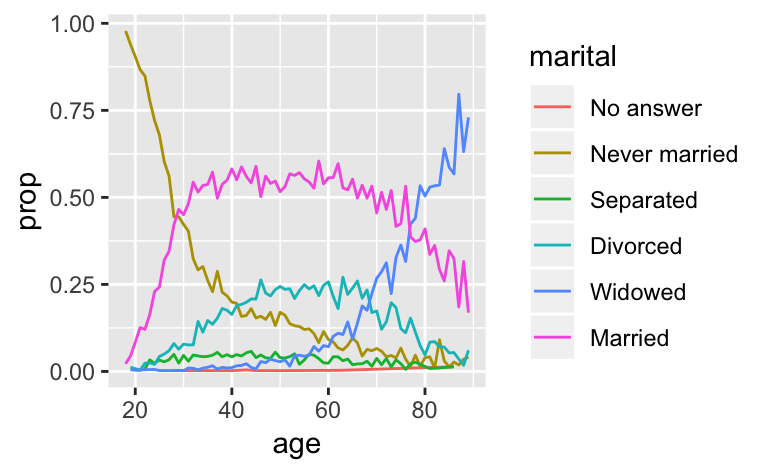 1.00
0.75
0.50
0.25
0.00
prop
20 40 60 80
age
marital
No answer
Never married
Separated
Divorced
Widowed
Married